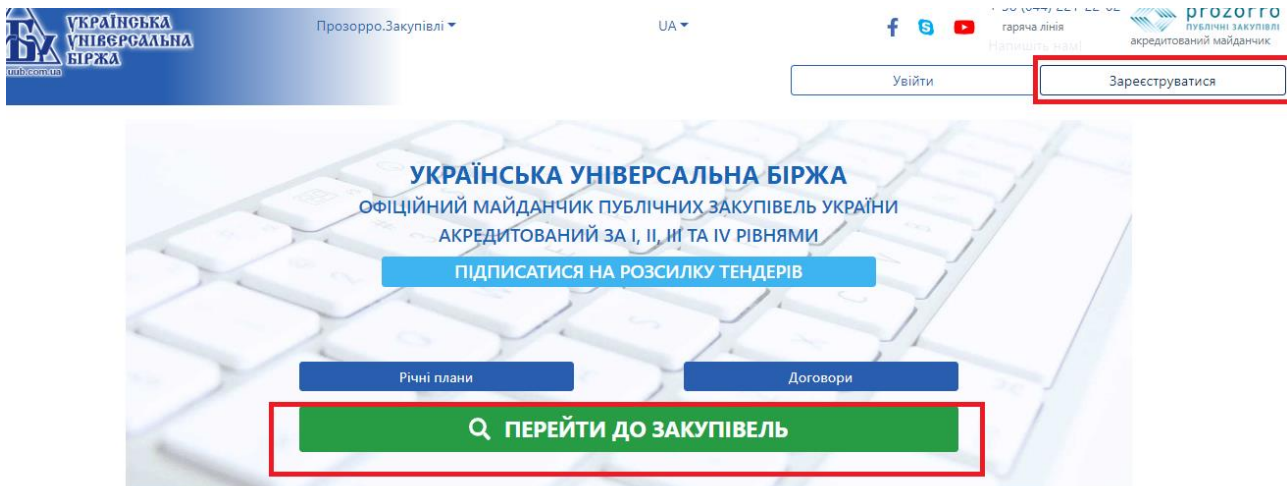 УКРАЇНСЬКА
УНІВЕРСАЛЬНА
БІРЖА
uub.com.ua
Прозорро.Закупівлі
UA
гаряча лінія
Напишіть нам!
prozorro
ПУБЛІЧНІ ЗАКУПІВЛІ
акредитований майданчик
Увійти
Зареєструватися
УКРАЇНСЬКА УНІВЕРСАЛЬНА БІРЖА
ОФІЦІЙНИЙ МАЙДАНЧИК ПУБЛІЧНИХ ЗАКУПІВЕЛЬ УКРАЇНИ
АКРЕДИТОВАНИЙ ЗА І, ІІ, ІІІ ТА IV РІВНЯМИ
ПІДПИСАТИСЯ НА РОЗСИЛКУ ТЕНДЕРІВ
Річні плани
Договори
ПЕРЕЙТИ ДО ЗАКУПІВЕЛЬ